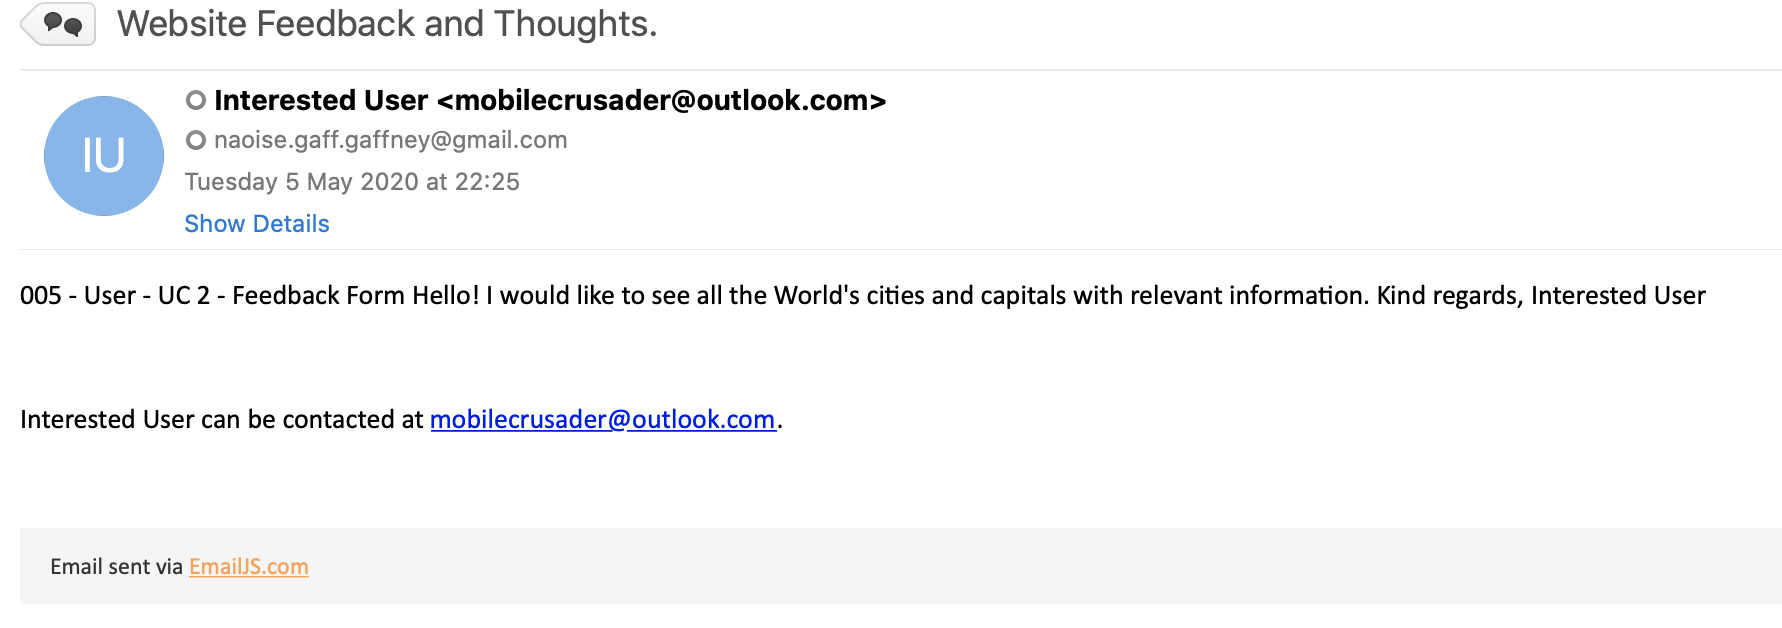 Website Feedback and Thoughts.
Interested User <mobilecrusader@outlook.com>
IU
naoise.gaff.gaffney@gmail.com
Tuesday 5 May 2020 at 22:25
Show Details
005 - User - UC 2 - Feedback Form Hello! I would like to see all the World's cities and capitals with relevant information. Kind regards, Interested User
Interested User can be contacted at mobilecrusader@outlook.com.
Email sent via EmailJS.com